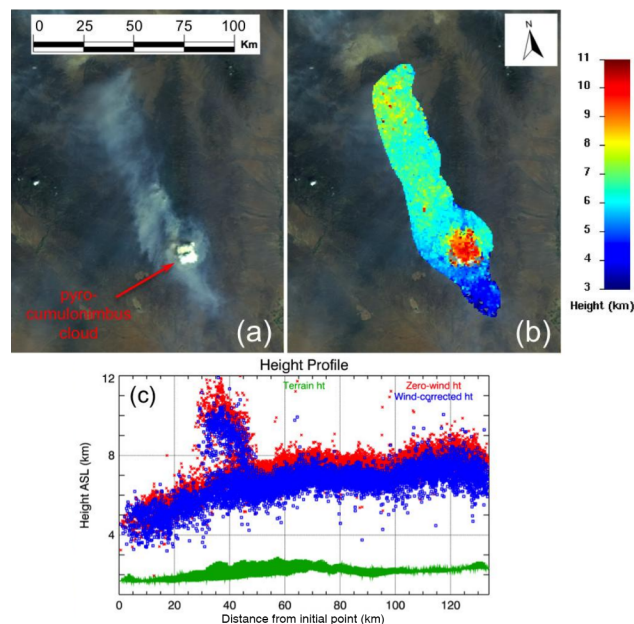 0 25 50 75 100
Km
N
11
10
9
8
7
6
5
4
3
Height (km)
pyro-
cumulonimbus
cloud
(a)
(b)
Height Profile
(c)
Terrain ht
Zero-wind ht
Wind-corrected ht
12
8
4
Height ASL (km)
0 20 40 60 80 100 120
Distance from initial point (km)